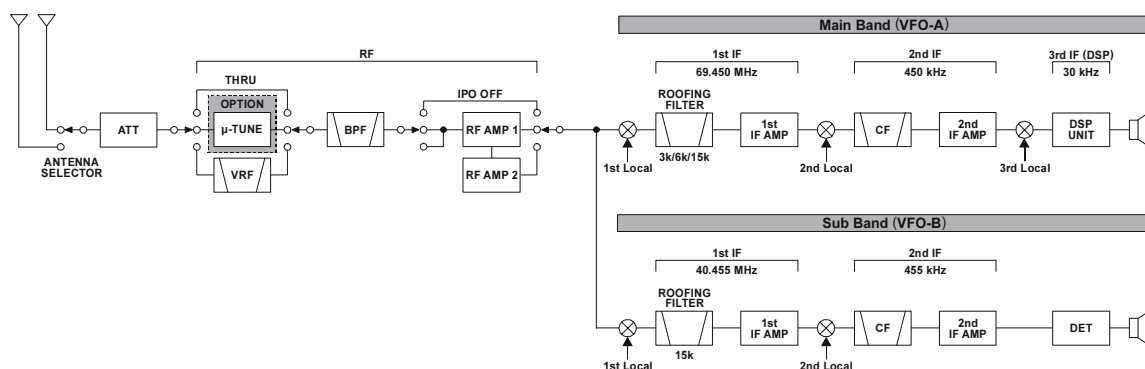 Main Band (VFO-A)
RF
1st IF
69.450 MHz
2nd IF
450 kHz
3rd IF (DSP)
30 kHz
THRU
OPTION
IPO OFF
ROOFING
FILTER
ATT
µ-TUNE
BPF
RF AMP 1
1st
IF AMP
CF
2nd
IF AMP
DSP
UNIT
3k/6k/15k
ANTENNA
SELECTOR
VRF
RF AMP 2
1st Local
2nd Local
3rd Local
Sub Band (VFO-B)
1st IF
40.455 MHz
2nd IF
455 kHz
ROOFING
FILTER
1st
IF AMP
CF
2nd
IF AMP
DET
15k
1st Local
2nd Local